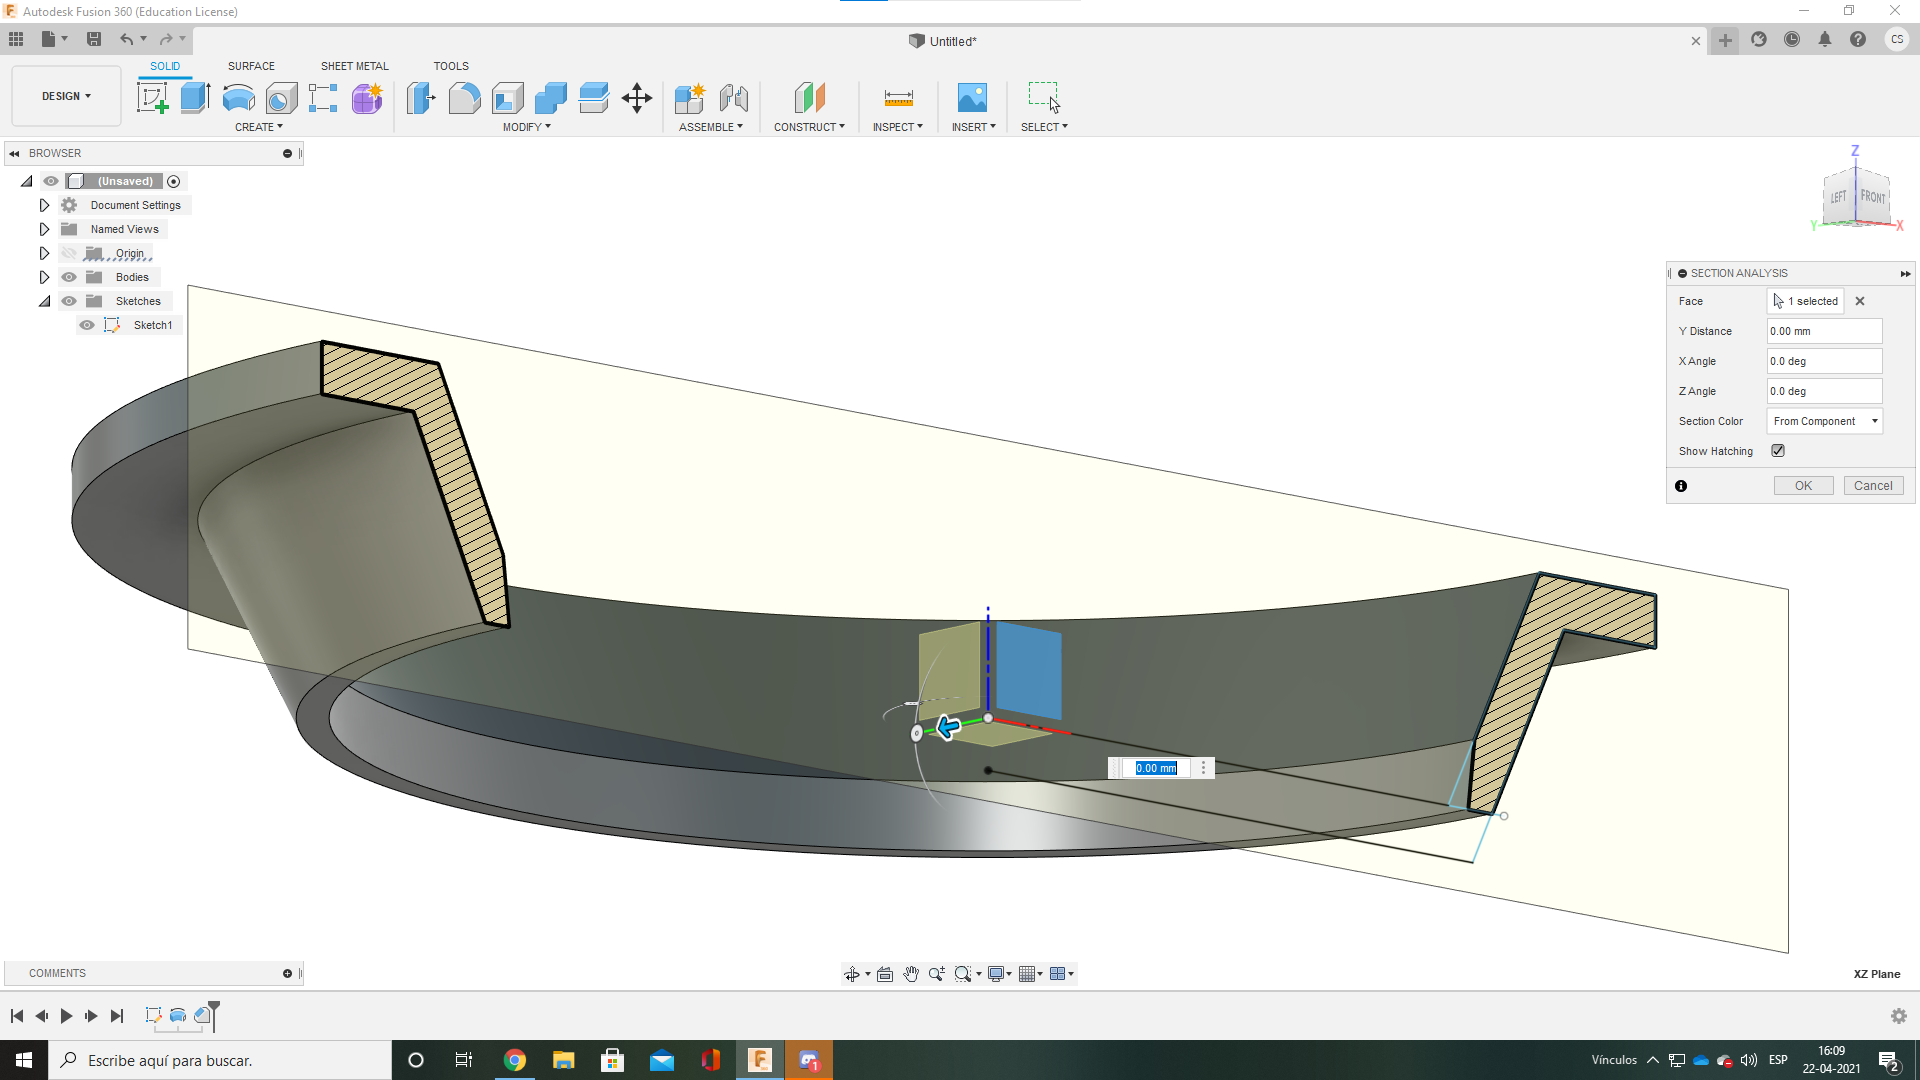 Autodesk Fusion 360 (Education License)
Untitled*
CS
DESIGN
SOLID
SURFACE
SHEET METAL
TOOLS
CREATE
MODIFY
ASSEMBLE
CONSTRUCT
INSPECT
INSERT
SELECT
BROWSER
(Unsaved)
Document Settings
Named Views
Origin
Bodies
Sketches
Sketch1
Z
LEFT
FRONT
Y
X
SECTION ANALYSIS
Face
1 selected
Y Distance
0.00 mm
X Angle
0.0 deg
Z Angle
0.0 deg
Section Color
From Component
Show Hatching
OK
Cancel
0.00 mm
COMMENTS
XZ Plane
Escribe aquí para buscar.
1
Vínculos
ESP
16:09
22-04-2021
2